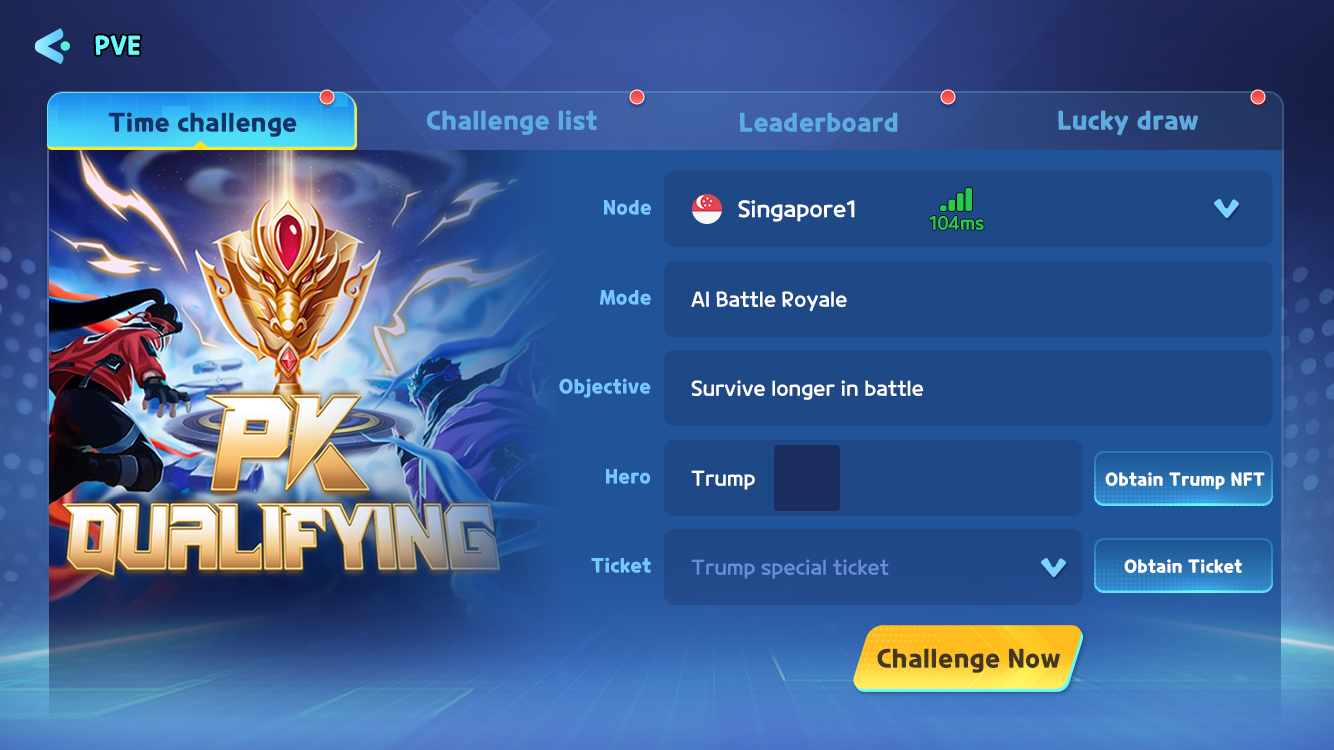 PVE
Time challenge
Challenge list
Leaderboard
Lucky draw
Node
Singapore1
104ms
Mode
AI Battle Royale
Objective
Survive longer in battle
Hero
Trump
Obtain Trump NFT
Ticket
Trump special ticket
Obtain Ticket
Challenge Now
PK
QUALIFYING